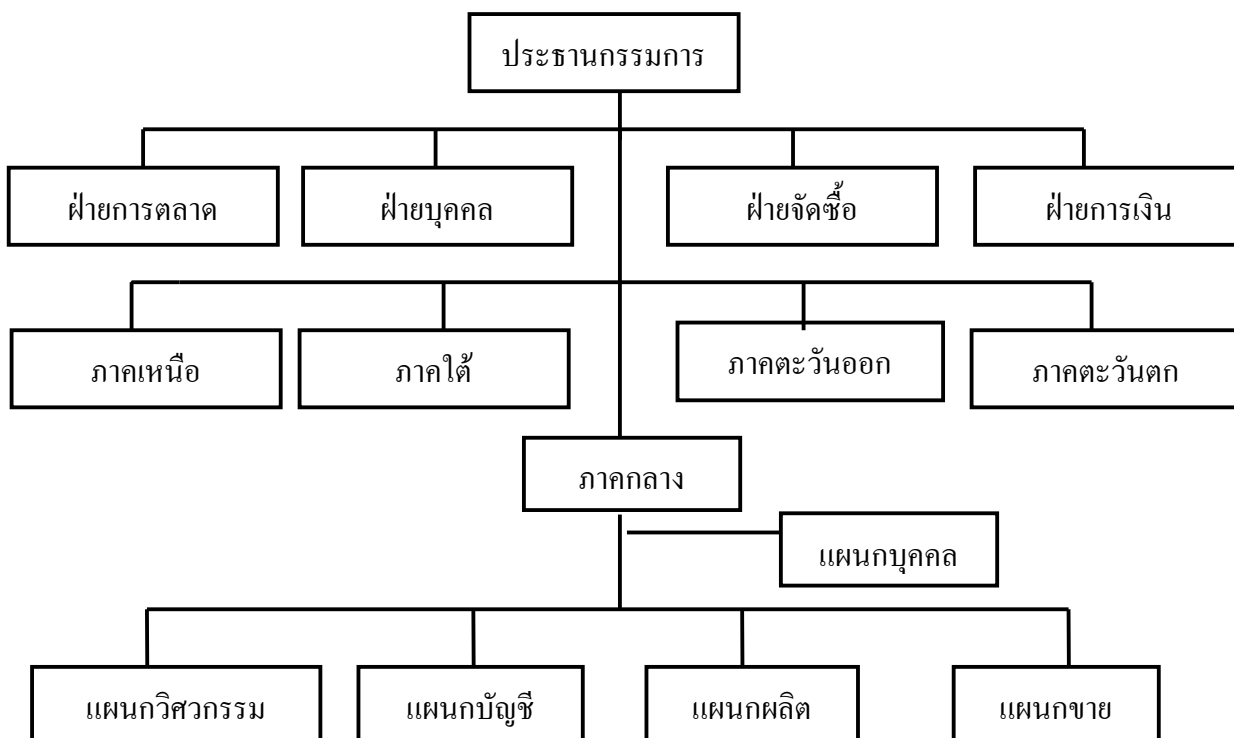 ประธานกรรมการ
ฝ่ายการตลาด
ฝ่ายบุคคล
ฝ่ายจัดซื้อ
ฝ่ายการเงิน
ภาคเหนือ
ภาคใต้
ภาคตะวันออก
ภาคตะวันตก
ภาคกลาง
แผนกบุคคล
แผนกวิศวกรรม
แผนกบัญชี
แผนกผลิต
แผนกขาย